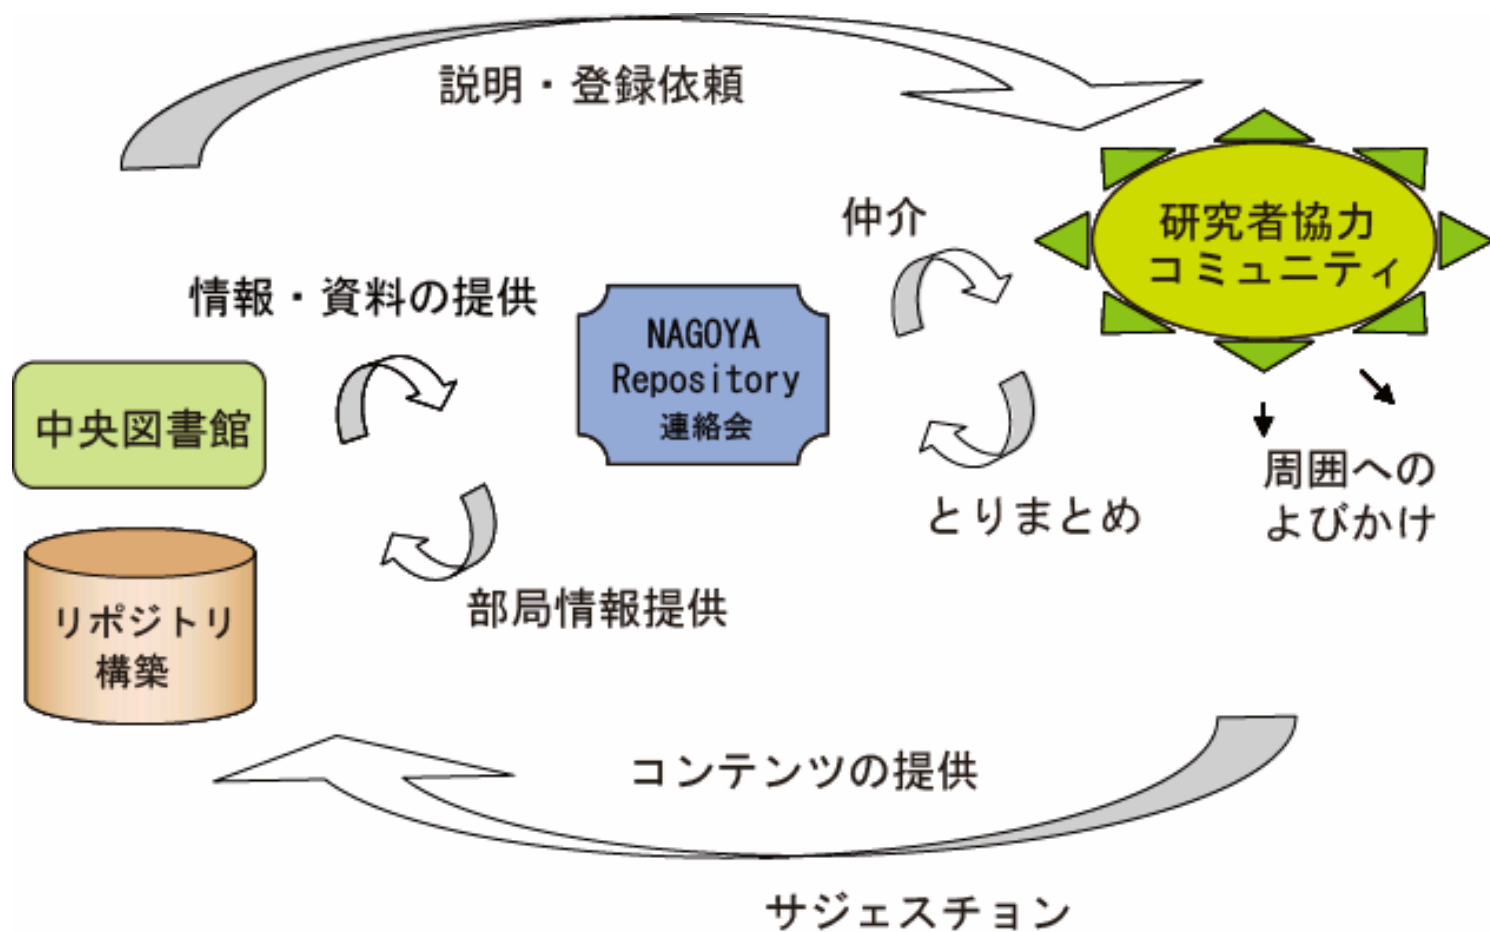 説明・登録依頼
仲介
研究者協力
コミュニティ
情報・資料の提供
NAGOYA
Repository
連絡会
中央図書館
とりまとめ
周囲への
よびかけ
部局情報提供
リポジトリ
構築
コンテンツの提供
サジェスチョン